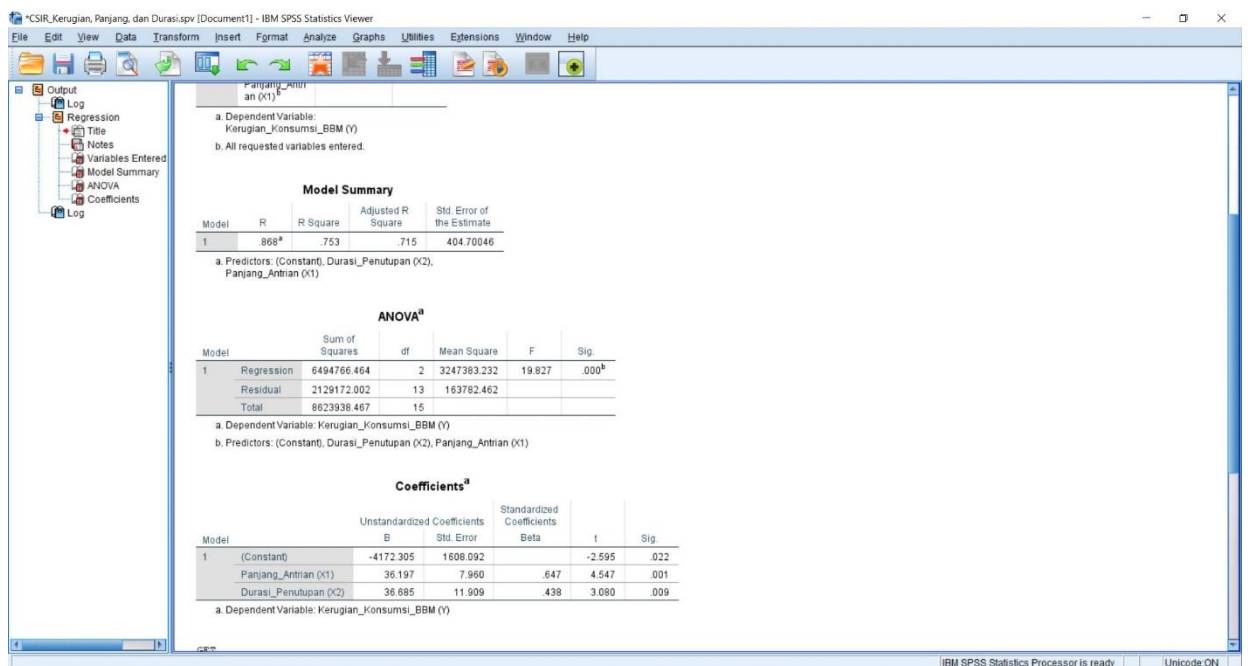 *CSIR_Kerugian, Panjang, dan Durasi.spv [Document1] - IBM SPSS Statistics Viewer
File Edit View Data Transform Insert Format Analyze Graphs Utilities Extensions Window Help
Output
Log
Regression
Title
Notes
Variables Entered
Model Summary
ANOVA
Coefficients
Log
Panjang_Antri
an (X1)b
a. Dependent Variable:
Kerugian_Konsumsi_BBM (Y)
b. All requested variables entered.
Model Summary
Model R R Square Adjusted R Square Std. Error of the Estimate
1 .868a .753 .715 404.70046
a. Predictors: (Constant), Durasi_Penutupan (X2),
Panjang_Antrian (X1)
ANOVAa
Model Sum of Squares df Mean Square F Sig.
1 Regression 6494766.464 2 3247383.232 19.827 .000b
Residual 2129172.002 13 163782.462
Total 8623938.467 15
a. Dependent Variable: Kerugian_Konsumsi_BBM (Y)
b. Predictors: (Constant), Durasi_Penutupan (X2), Panjang_Antrian (X1)
Coefficientsa
Unstandardized Coefficients Standardized Coefficients
Model B Std. Error Beta t Sig.
1 (Constant) -4172.305 1608.092 -2.595 .022
Panjang_Antrian (X1) 36.197 7.960 .647 4.547 .001
Durasi_Penutupan (X2) 36.685 11.909 .438 3.080 .009
a. Dependent Variable: Kerugian_Konsumsi_BBM (Y)
IBM SPSS Statistics Processor is ready Unicode:ON